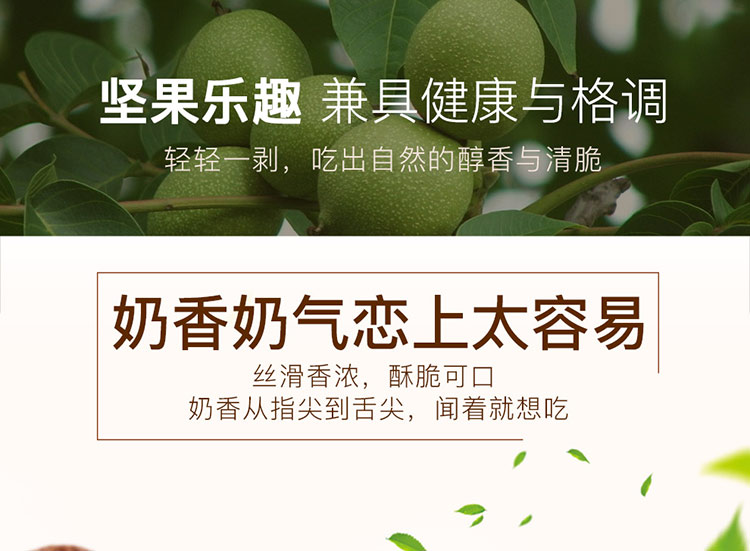 坚果乐趣 兼具健康与格调
轻轻一剥，吃出自然的醇香与清脆
奶香奶气恋上太容易
丝滑香浓，酥脆可口
奶香从指尖到舌尖，闻着就想吃